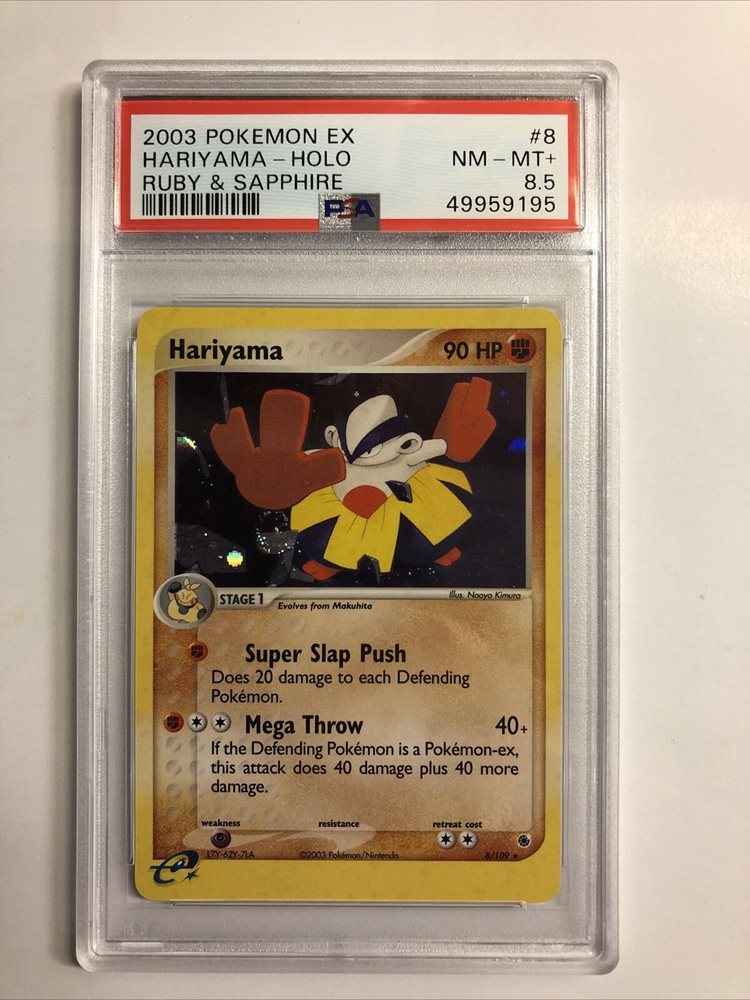 2003 POKEMON EX #8
HARIYAMA - HOLO NM - MT+
RUBY & SAPPHIRE 8.5
PSA 49959195
Hariyama 90 HP
STAGE 1 Evolves from Makuhita Illus. Naoyo Kimura
Super Slap Push
Does 20 damage to each Defending
Pokémon.
Mega Throw 40+
If the Defending Pokémon is a Pokémon-ex,
this attack does 40 damage plus 40 more
damage.
weakness resistance retreat cost
17Y-62Y-7LA ©2003 Pokémon/Nintendo 8/109 ★
e